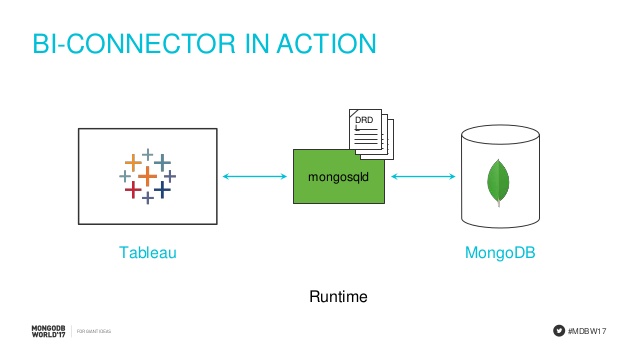 BI-CONNECTOR IN ACTION
DRD
L
mongosqld
Tableau
MongoDB
Runtime
MONGODB
WORLD'17
FOR GIANT IDEAS
#MDBW17